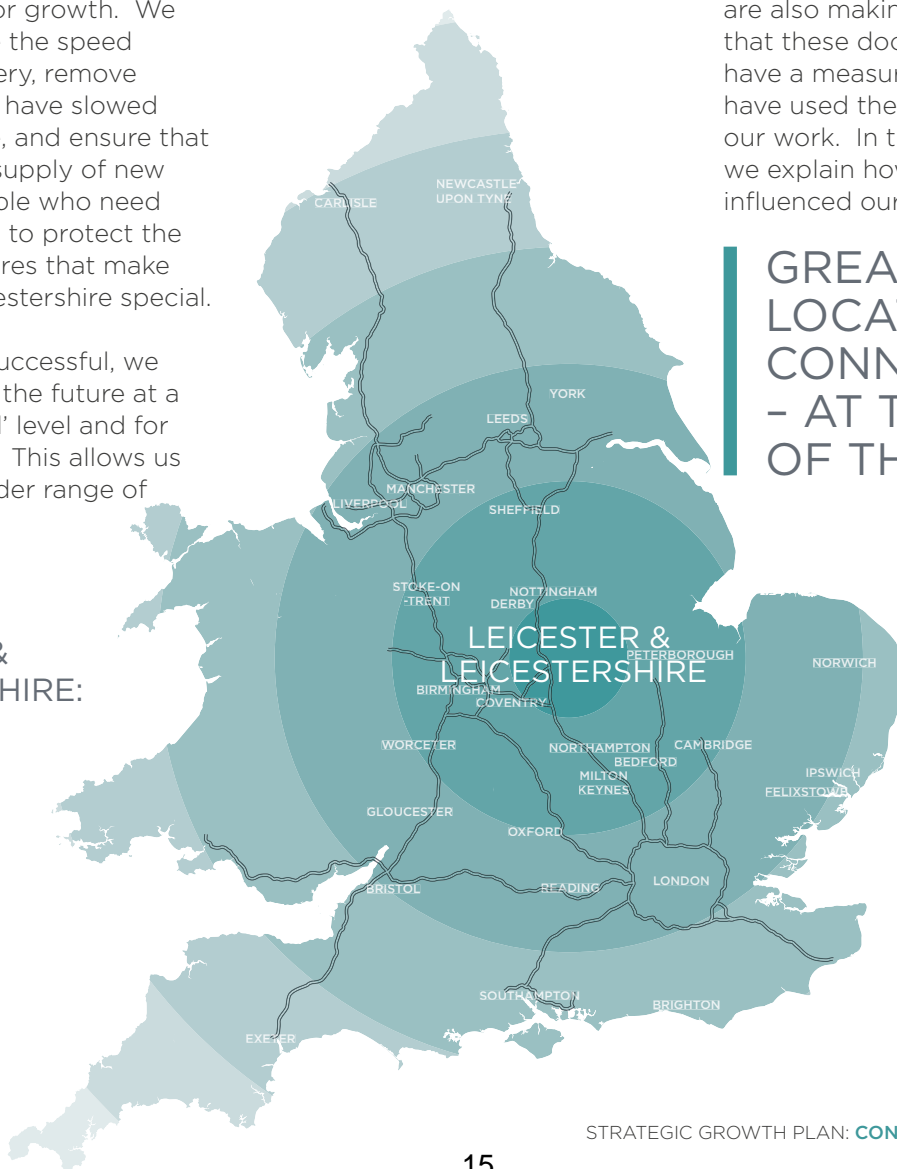 or growth. We
the speed
ery, remove
have slowed
, and ensure that
supply of new
ple who need
to protect the
res that make
estershire special.
uccessful, we
the future at a
l’ level and for
This allows us
der range of
&
HIRE:
are also makin
that these doc
have a measur
have used the
our work. In t
we explain how
influenced our
GREA
LOCAT
CONN
– AT T
OF TH
CARLISLE
NEWCASTLE
UPON TYNE
YORK
LEEDS
MANCHESTER
LIVERPOOL
SHEFFIELD
STOKE-ON
-TRENT
NOTTINGHAM
DERBY
LEICESTER &
LEICESTERSHIRE
PETERBOROUGH
NORWICH
BIRMINGHAM
COVENTRY
WORCETER
NORTHAMPTON
CAMBRIDGE
BEDFORD
MILTON
KEYNES
IPSWICH
FELIXSTOWE
GLOUCESTER
OXFORD
BRISTOL
READING
LONDON
SOUTHAMPTON
BRIGHTON
EXETER
STRATEGIC GROWTH PLAN: CON
15